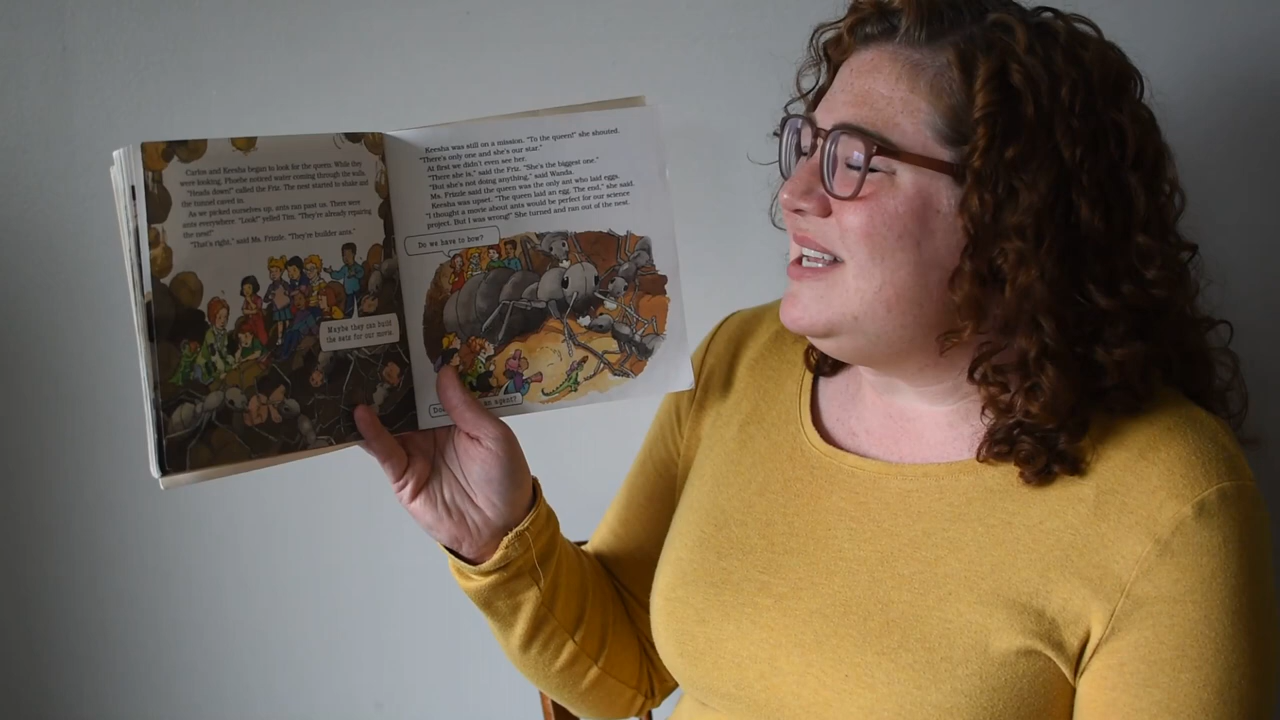 Carlos and Keesha began to look for the queen. While they
were looking, Phoebe noticed water coming through the walls.
"Heads down!" called the Friz. The nest started to shake and
the tunnel caved in.
As we picked ourselves up, ants ran past us. There were
ants everywhere. "Look!" yelled Tim. "They're already repairing
the nest!"
"That's right," said Ms. Frizzle. "They're builder ants."
Maybe they can build
the sets for our movie.
Keesha was still on a mission. "To the queen!" she shouted.
"There's only one and she's our star."
At first we didn't even see her.
"There she is," said the Friz. "She's the biggest one."
"But she's not doing anything," said Wanda.
Ms. Frizzle said the queen was the only ant who laid eggs.
Keesha was upset. "The queen laid an egg. The end," she said.
"I thought a movie about ants would be perfect for our science
project. But I was wrong!" She turned and ran out of the nest.
Do we have to bow?
an agent?